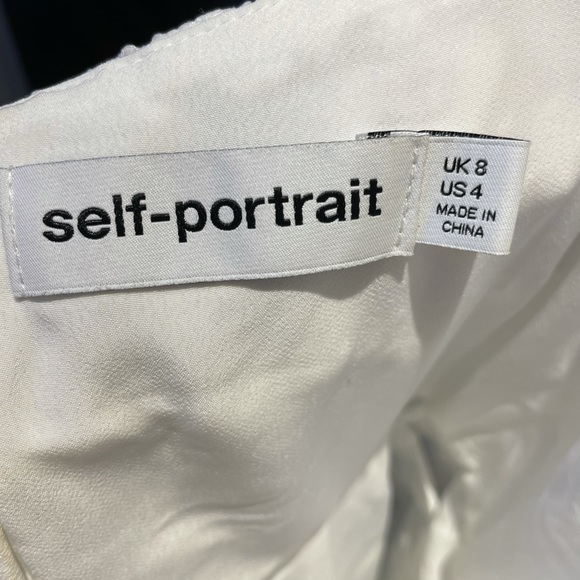 self-portrait
UK 8
US 4
MADE IN
CHINA